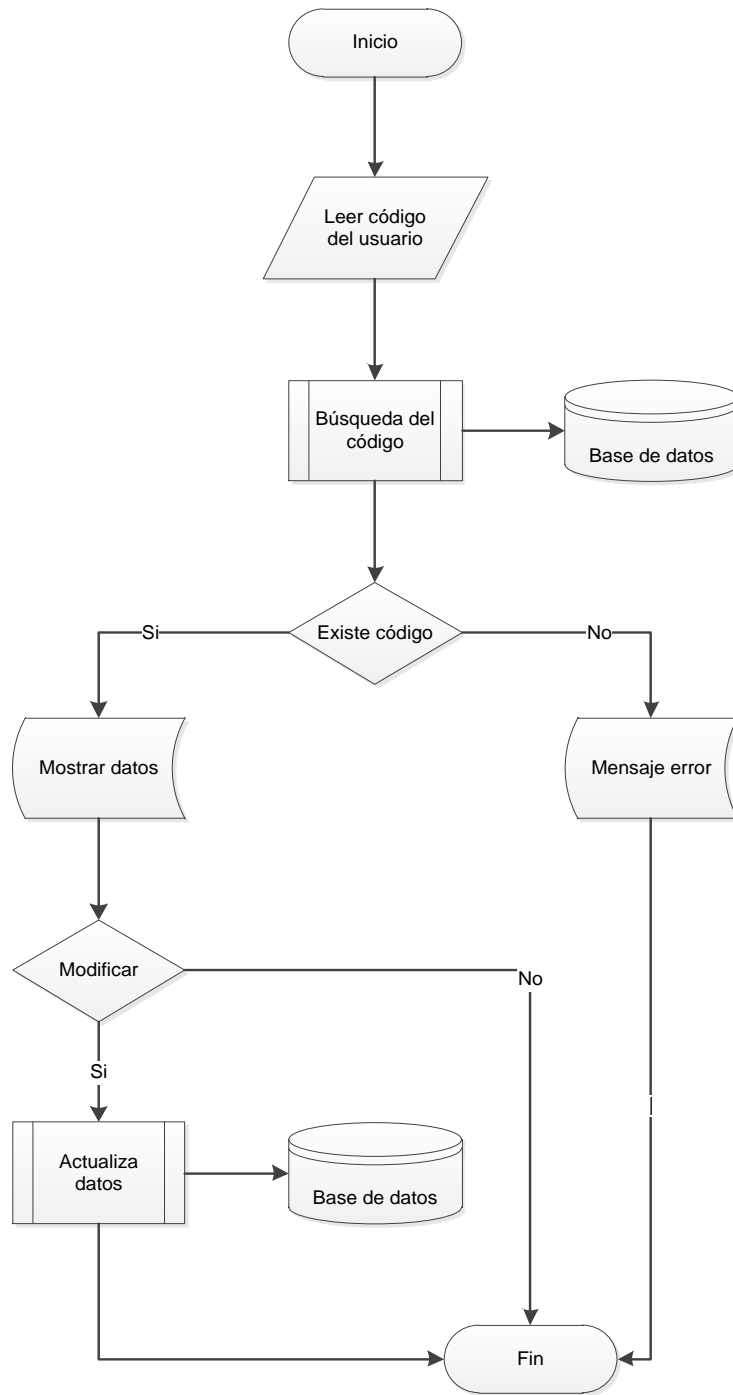 Inicio
Leer código
del usuario
Búsqueda del
código
Base de datos
Existe código
Si
No
Mostrar datos
Mensaje error
Modificar
No
Si
Actualiza
datos
Base de datos
Fin